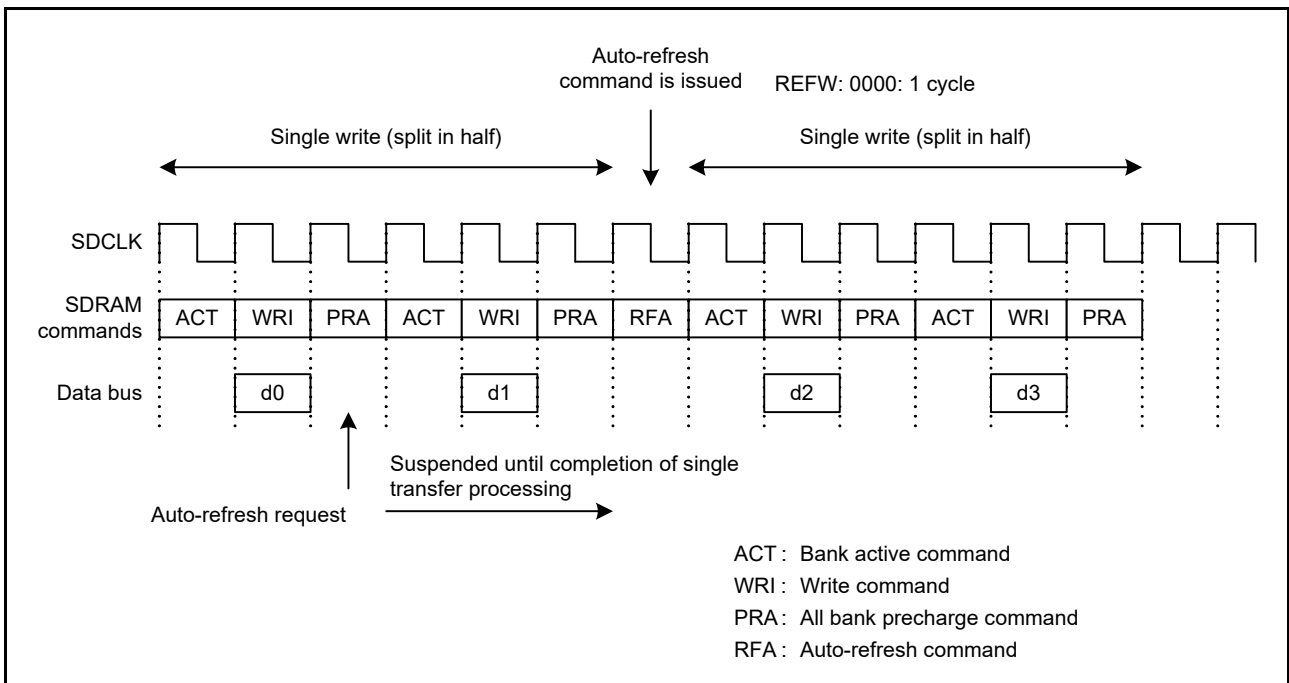 Auto-refresh
command is issued
REFW: 0000: 1 cycle
Single write (split in half)
Single write (split in half)
SDCLK
SDRAM
commands
ACT WRI PRA ACT WRI PRA RFA ACT WRI PRA ACT WRI PRA
Data bus
d0 d1 d2 d3
Suspended until completion of single
transfer processing
Auto-refresh request
ACT : Bank active command
WRI : Write command
PRA : All bank precharge command
RFA : Auto-refresh command